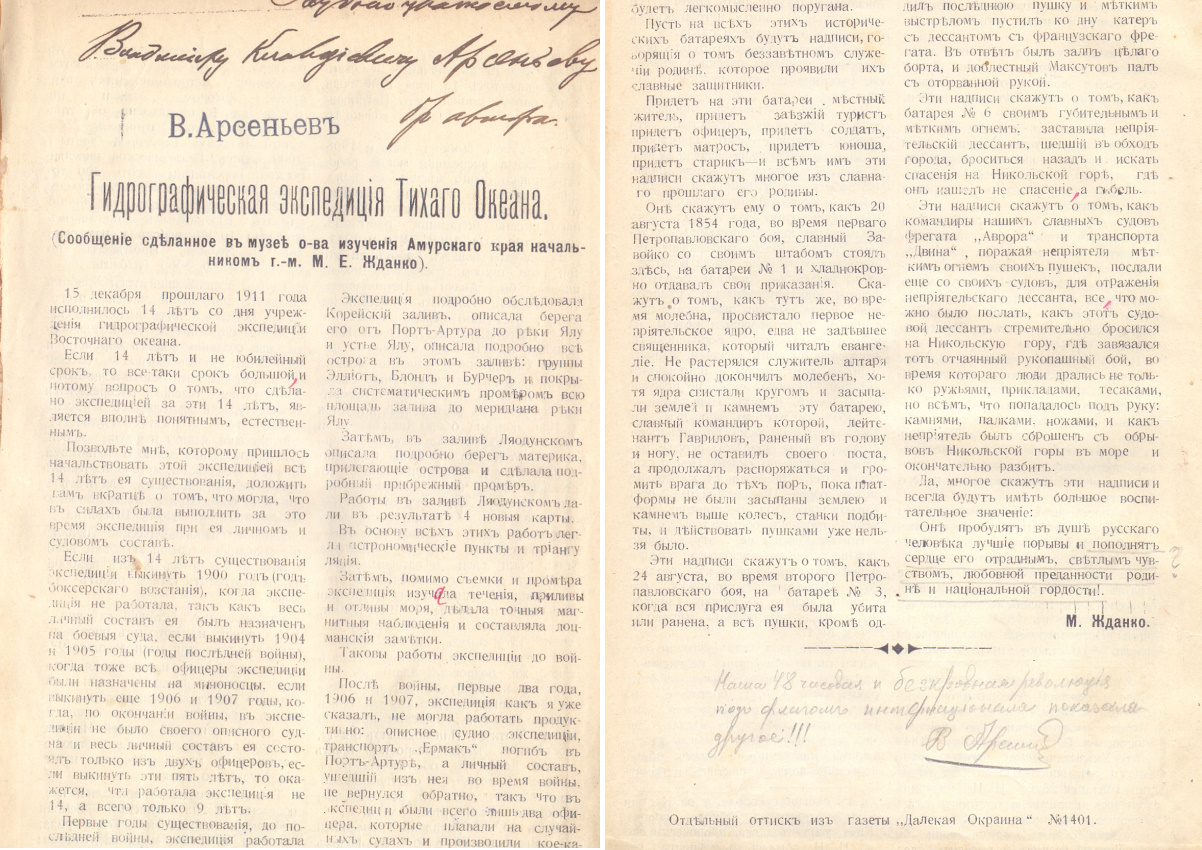 Глубокоуважаемому
Владиміру Клавдіевичу Арсеньеву
От автора.
В.Арсеньевъ
Гидрографическая экспедиція Тихаго Океана.
(Сообщеніе сдѣланное въ музеѣ о-ва изученія Амурскаго края началь-
никомъ г.-м. М. Е. Жданко).
15 декабря прошлаго 1911 года
исполнилось 14 лѣтъ со дня учреж-
денія гидрографической экспедиціи
Восточнаго океана.
Если 14 лѣтъ и не юбилейный
срокъ, то все-таки срокъ большой, и
потому вопросъ о томъ, что сдѣла-
но экспедиціей за эти 14 лѣтъ, яв-
ляется вполнѣ понятнымъ, естествен-
нымъ.
Позвольте мнѣ, которому пришлось
начальствовать этой экспедиціей всѣ
14 лѣтъ ея существованія, доложить
вамъ вкратцѣ о томъ, что могла, что
въ силахъ была выполнить за это
время экспедиція при ея личномъ и
судовомъ составѣ.
Если изъ 14 лѣтъ существованія
экспедиціи выкинуть 1900 годъ (годъ
боксерскаго возстанія), когда экспе-
диція не работала, такъ какъ весь
личный составъ ея былъ назначенъ
на боевыя суда, если выкинуть 1904
и 1905 годы (годы послѣдней войны),
когда тоже всѣ офицеры экспедиціи
были назначены на миноносцы, если
выкинуть еще 1906 и 1907 годы, ко-
гда, по окончаніи войны, въ экспе-
диціи не было своего описного суд-
на и весь личный составъ ея состо-
ялъ только изъ двухъ офицеровъ, ес-
ли выкинуть эти пять лѣтъ, то ока-
жется, что работала экспедиція не
14, а всего только 9 лѣтъ.
Первые годы существованія, до по-
слѣдней войны, экспедиція работала
Экспедиція подробно обслѣдовала
Корейскій заливъ, описала берега
его отъ Портъ-Артура до рѣки Ялу
и устье Ялу, описала подробно всѣ
острова въ этомъ заливѣ: группы
Элліотъ, Блондъ и Бурчеръ и покры-
ла систематическимъ промѣромъ всю
площадь залива до меридіана рѣки
Ялу.
Затѣмъ, въ заливѣ Ляодунскомъ
описала подробно берегъ материка,
прилегающіе острова и сдѣлала под-
робный прибрежный промѣръ.
Работы въ заливѣ Ляодунскомъ да-
ли въ результатѣ 4 новыя карты.
Въ основу всѣхъ этихъ работъ лег-
ли астрономическіе пункты и тріангу
ляція.
Затѣмъ, помимо съемки и промѣра
экспедиція изучала теченія, приливы
и отливы моря, дѣлала точныя маг-
нитныя наблюденія и составляла лоц-
манскія замѣтки.
Таковы работы экспедиціи до вой-
ны.
Послѣ войны, первые два года,
1906 и 1907, экспедиція какъ я уже
сказалъ, не могла работать продук-
тивно: описное судно экспедиціи,
транспортъ „Ермакъ“ погибъ въ
Портъ-Артурѣ, а личный составъ,
ушедшій изъ нея во время войны,
не вернулся обратно, такъ что въ
экспедиціи были всего лишь два офи-
цера, которые плавали на случай-
ныхъ судахъ и производили кое-ка-
будетъ легкомысленно поругана.
Пусть на всѣхъ этихъ историче-
скихъ батареяхъ будутъ надписи, го-
ворящія о томъ беззавѣтномъ служе-
ніи родинѣ, которое проявили ихъ
славные защитники.
Придетъ на эти батареи мѣстный
житель, придетъ заѣзжій туристъ
придетъ офицеръ, придетъ солдатъ,
придетъ матросъ, придетъ юноша,
придетъ старикъ—и всѣмъ имъ эти
надписи скажутъ многое изъ славна-
го прошлаго его родины.
Онѣ скажутъ ему о томъ, какъ 20
августа 1854 года, во время перваго
Петропавловскаго боя, славный За-
войко со своимъ штабомъ стоялъ
здѣсь, на батареи № 1 и хладнокров-
но отдавалъ свои приказанія. Ска-
жутъ о томъ, какъ тутъ же, во вре-
мя молебна, просвистало первое не-
пріятельское ядро, едва не задѣвшее
священника, который читалъ еванге-
ліе. Не растерялся служитель алтаря
и спокойно докончилъ молебенъ, хо-
тя ядра свистали кругомъ и засыпа-
ли землей и камнемъ эту батарею,
славный командиръ которой, лейте-
нантъ Гавриловъ, раненый въ голову
и ногу, не оставилъ своего поста,
а продолжалъ распоряжаться и гро-
мить врага до тѣхъ поръ, пока плат-
формы не были засыпаны землею и
камнемъ выше колесъ, станки подби-
ты, и дѣйствовать пушками уже нель-
зя было.
Эти надписи скажутъ о томъ, какъ
24 августа, во время второго Петро-
павловскаго боя, на батареѣ № 3,
когда вся прислуга ея была убита
или ранена, а всѣ пушки, кромѣ од-
дилъ послѣднюю пушку и мѣткимъ
выстрѣломъ пустилъ ко дну катеръ
съ дессантомъ съ французскаго фре-
гата. Въ отвѣтъ былъ залпъ цѣлаго
борта, и доблестный Максутовъ палъ
съ оторванной рукой.
Эти надписи скажутъ о томъ, какъ
батарея № 6 своимъ губительнымъ и
мѣткимъ огнемъ, заставила непрія-
тельскій дессантъ, шедшій въ обходъ
города, броситься назадъ и искать
спасенія на Никольской горѣ, гдѣ
онъ нашелъ не спасеніе, а гибель.
Эти надписи скажутъ о томъ, какъ
командиры нашихъ славныхъ судовъ
фрегата „Аврора“ и транспорта
„Двина“, поражая непріятеля мѣт-
кимъ огнемъ своихъ пушекъ, послали
еще со своихъ судовъ, для отраженія
непріятельскаго дессанта, все, что мо-
жно было послать, какъ этотъ судо-
вой дессантъ стремительно бросился
на Никольскую гору, гдѣ завязался
тотъ отчаянный рукопашный бой, во
время котораго люди дрались не толь-
ко ружьями, прикладами, тесаками,
но всѣмъ, что попадалось подъ руку:
камнями, палками, ножами, и какъ
непріятель былъ сброшенъ съ обры-
вовъ Никольской горы въ море и
окончательно разбитъ.
Да, многое скажутъ эти надписи и
всегда будутъ имѣть большое воспи-
тательное значеніе:
Онѣ пробудятъ въ душѣ русскаго
человѣка лучшіе порывы и пополнятъ
сердце его отраднымъ, свѣтлымъ чув-
ствомъ, любовной преданности роди-
нѣ и національной гордости!.
?
М. Жданко.
Наша 48 часовая и безкровная революція
подъ флагомъ интернаціонала показала
другое!!!
В Арсеньев
Отдѣльный оттискъ изъ газеты „Далекая Окраина“ №1401.